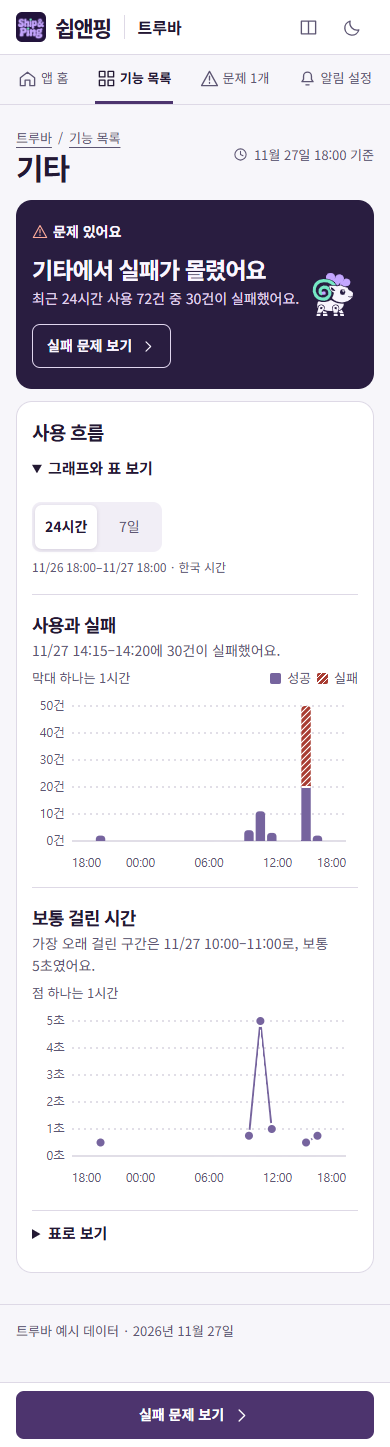 Ship&
Ping
쉽앤핑
트루바
앱 홈
기능 목록
문제 1개
알림 설정
트루바 / 기능 목록
기타
11월 27일 18:00 기준
문제 있어요
기타에서 실패가 몰렸어요
최근 24시간 사용 72건 중 30건이 실패했어요.
실패 문제 보기
사용 흐름
▼ 그래프와 표 보기
24시간
7일
11/26 18:00–11/27 18:00 · 한국 시간
사용과 실패
11/27 14:15–14:20에 30건이 실패했어요.
막대 하나는 1시간
성공
실패
50건
40건
30건
20건
10건
0건
18:00 00:00 06:00 12:00 18:00
보통 걸린 시간
가장 오래 걸린 구간은 11/27 10:00–11:00로, 보통
5초였어요.
점 하나는 1시간
5초
4초
3초
2초
1초
0초
18:00 00:00 06:00 12:00 18:00
▶ 표로 보기
트루바 예시 데이터 · 2026년 11월 27일
실패 문제 보기